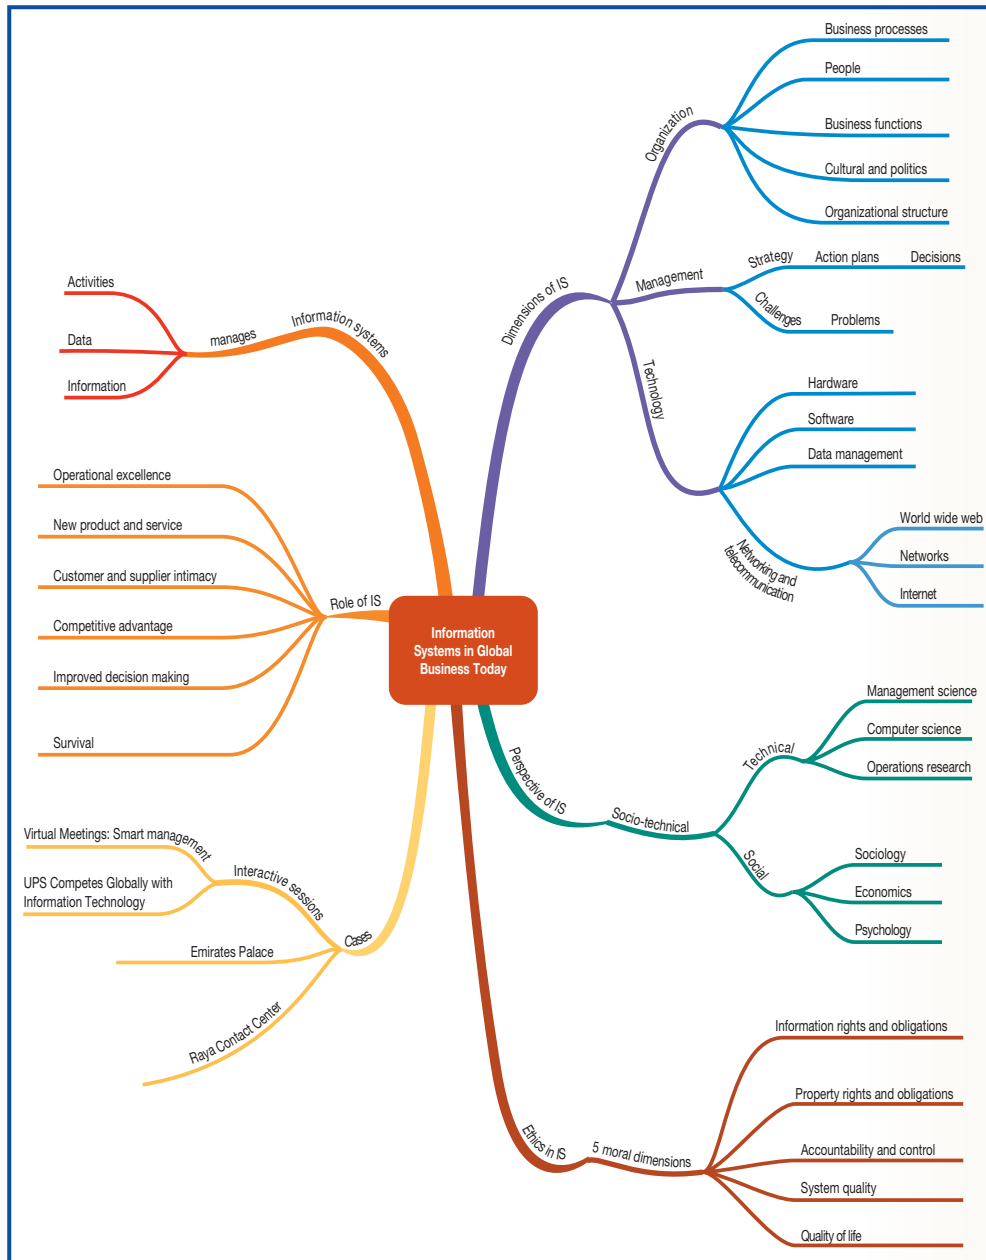 Information
Systems in Global
Business Today
Dimensions of IS
Organization
Business processes
People
Business functions
Cultural and politics
Organizational structure
Management
Strategy
Action plans
Decisions
Challenges
Problems
Technology
Hardware
Software
Data management
Networking and
telecommunication
World wide web
Networks
Internet
Perspective of IS
Socio-technical
Technical
Management science
Computer science
Operations research
Social
Sociology
Economics
Psychology
Ethics in IS
5 moral dimensions
Information rights and obligations
Property rights and obligations
Accountability and control
System quality
Quality of life
Information systems
manages
Activities
Data
Information
Role of IS
Operational excellence
New product and service
Customer and supplier intimacy
Competitive advantage
Improved decision making
Survival
Cases
Interactive sessions
Virtual Meetings: Smart management
UPS Competes Globally with
Information Technology
Emirates Palace
Raya Contact Center